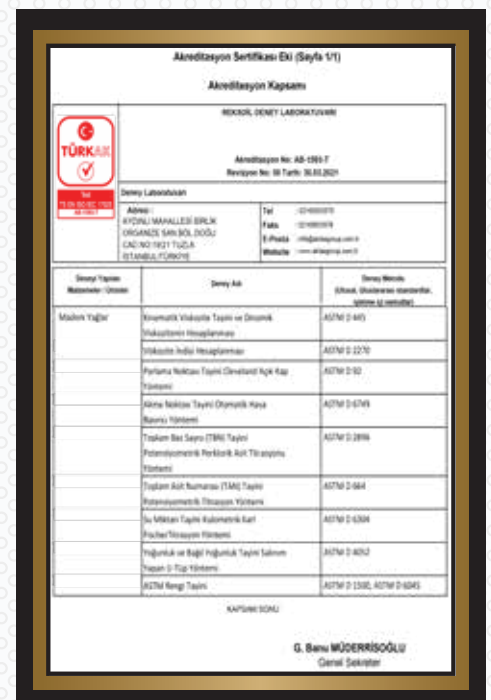 Akreditasyon Sertifikası Eki (Sayfa 1/1)
Akreditasyon Kapsamı
DENEY LABORATUVARI
TÜRKAK
Test
AB-1593-T
Akreditasyon No: AB-1593-T
Revizyon No: 00 Tarih: 30.03.2021
Deney Laboratuvarı
Adresi :
AYDINLI MAHALLESİ BİRLİK
ORGANİZE SAN.BÖL.DOĞU
CAD NO:18/21 TUZLA
İSTANBUL/TÜRKİYE
Tel
Faks
E-Posta
Website
Deneyi Yapılan
Malzemeler / Ürünler
Deney Adı
Deney Metodu
(Ulusal, Uluslararası standartlar,
işletme içi metotlar)
Madeni Yağlar
Kinematik Viskozite Tayini ve Dinamik
Viskozitenin Hesaplanması
ASTM D 445
Viskozite İndisi Hesaplanması
ASTM D 2270
Parlama Noktası Tayini Cleveland Açık Kap
Yöntemi
ASTM D 92
Akma Noktası Tayini Otomatik Hava
Basıncı Yöntemi
ASTM D 6749
Toplam Baz Sayısı (TBN) Tayini
Potansiyometrik Perklorik Asit Titrasyonu
Yöntemi
ASTM D 2896
Toplam Asit Numarası (TAN) Tayini
Potansiyometrik Titrasyon Yöntemi
ASTM D 664
Su Miktarı Tayini Kulometrik Karl
Fischer Titrasyon Yöntemi
ASTM D 6304
Yoğunluk ve Bağıl Yoğunluk Tayini Salınım
Yapan U-Tüp Yöntemi
ASTM D 4052
ASTM Rengi Tayini
ASTM D 1500, ASTM D 6045
KAPSAM SONU
G. Banu MÜDERRİSOĞLU
Genel Sekreter